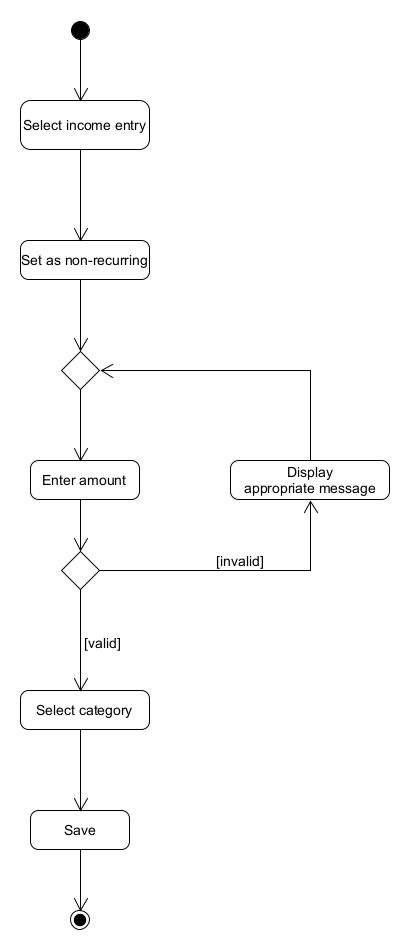 Select income entry
Set as non-recurring
Enter amount
Display
appropriate message
[invalid]
[valid]
Select category
Save